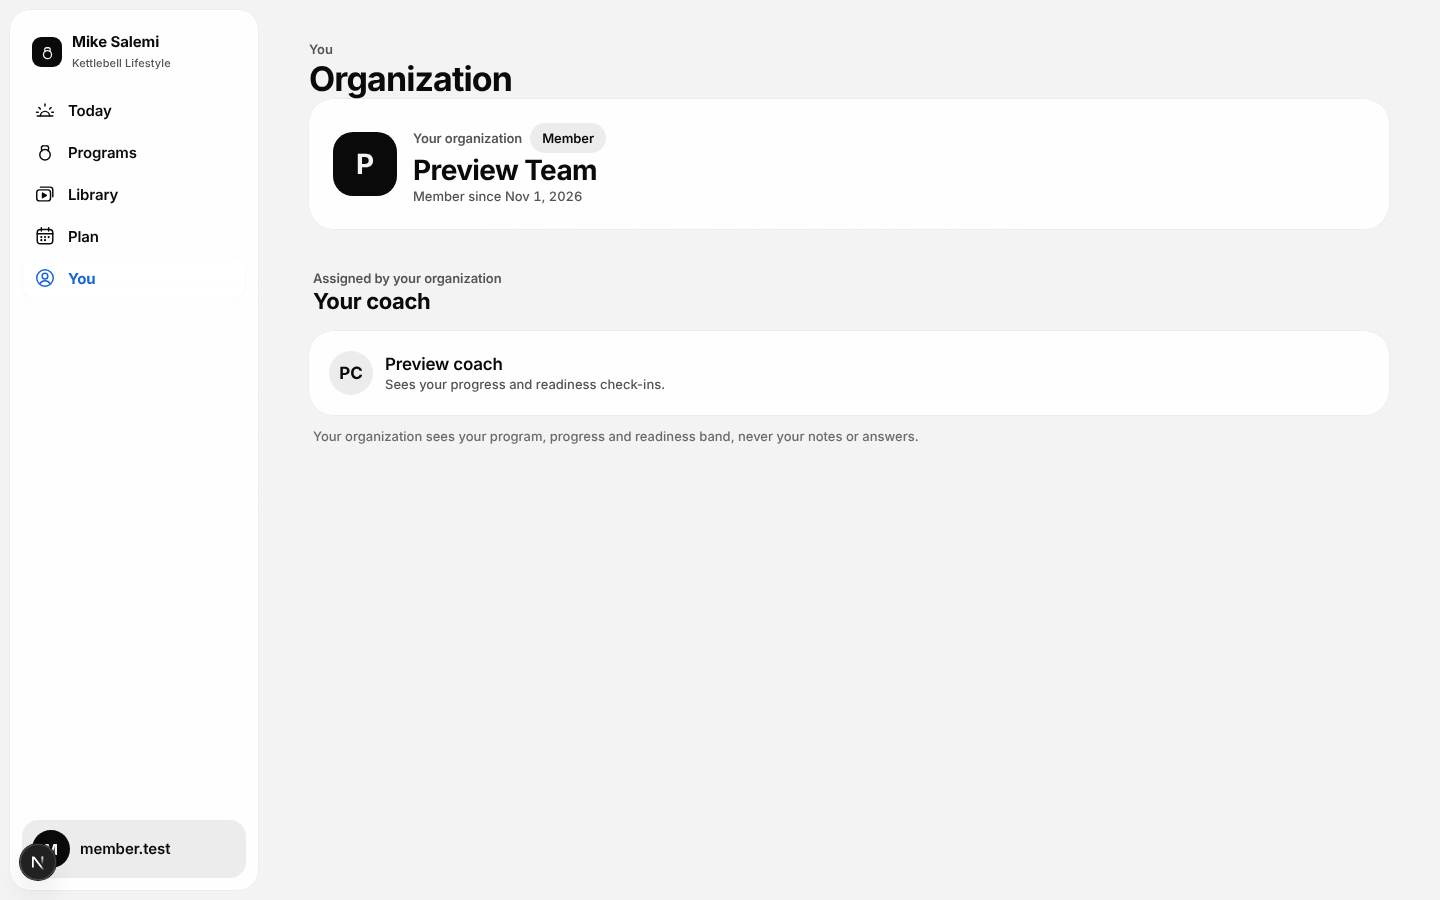 Mike Salemi
Kettlebell Lifestyle
Today
Programs
Library
Plan
You
M
member.test
N
You
Organization
P
Your organization
Member
Preview Team
Member since Nov 1, 2026
Assigned by your organization
Your coach
PC
Preview coach
Sees your progress and readiness check-ins.
Your organization sees your program, progress and readiness band, never your notes or answers.